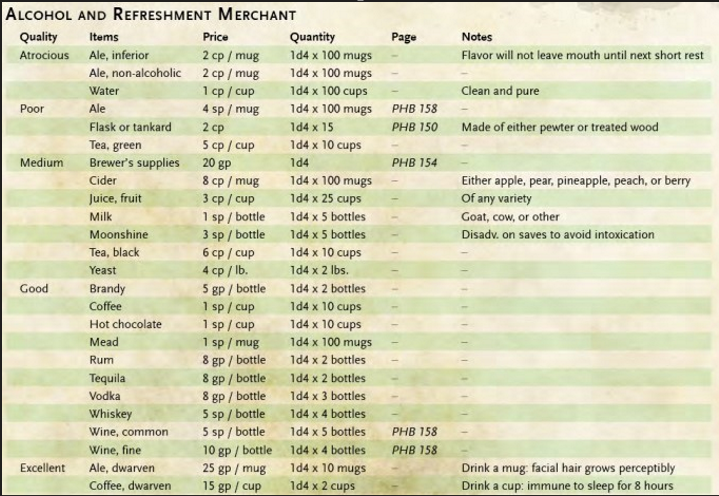 Alcohol and Refreshment Merchant
Quality Items Price Quantity Page Notes
Atrocious Ale, inferior 2 cp / mug 1d4 x 100 mugs – Flavor will not leave mouth until next short rest
Ale, non-alcoholic 2 cp / mug 1d4 x 100 mugs – –
Water 1 cp / cup 1d4 x 100 cups – Clean and pure
Poor Ale 4 sp / mug 1d4 x 100 mugs PHB 158 –
Flask or tankard 2 cp 1d4 x 15 PHB 150 Made of either pewter or treated wood
Tea, green 5 cp / cup 1d4 x 10 cups – –
Medium Brewer's supplies 20 gp 1d4 PHB 154 –
Cider 8 cp / mug 1d4 x 100 mugs – Either apple, pear, pineapple, peach, or berry
Juice, fruit 3 cp / cup 1d4 x 25 cups – Of any variety
Milk 1 sp / bottle 1d4 x 5 bottles – Goat, cow, or other
Moonshine 3 sp / bottle 1d4 x 5 bottles – Disadv. on saves to avoid intoxication
Tea, black 6 cp / cup 1d4 x 10 cups – –
Yeast 4 cp / lb. 1d4 x 2 lbs. – –
Good Brandy 5 gp / bottle 1d4 x 2 bottles – –
Coffee 1 sp / cup 1d4 x 10 cups – –
Hot chocolate 1 sp / cup 1d4 x 10 cups – –
Mead 1 sp / mug 1d4 x 100 mugs – –
Rum 8 gp / bottle 1d4 x 2 bottles – –
Tequila 8 gp / bottle 1d4 x 2 bottles – –
Vodka 8 gp / bottle 1d4 x 3 bottles – –
Whiskey 5 sp / bottle 1d4 x 4 bottles – –
Wine, common 5 sp / bottle 1d4 x 5 bottles PHB 158 –
Wine, fine 10 gp / bottle 1d4 x 4 bottles PHB 158 –
Excellent Ale, dwarven 25 gp / mug 1d4 x 10 mugs – Drink a mug: facial hair grows perceptibly
Coffee, dwarven 15 gp / cup 1d4 x 2 cups – Drink a cup: immune to sleep for 8 hours